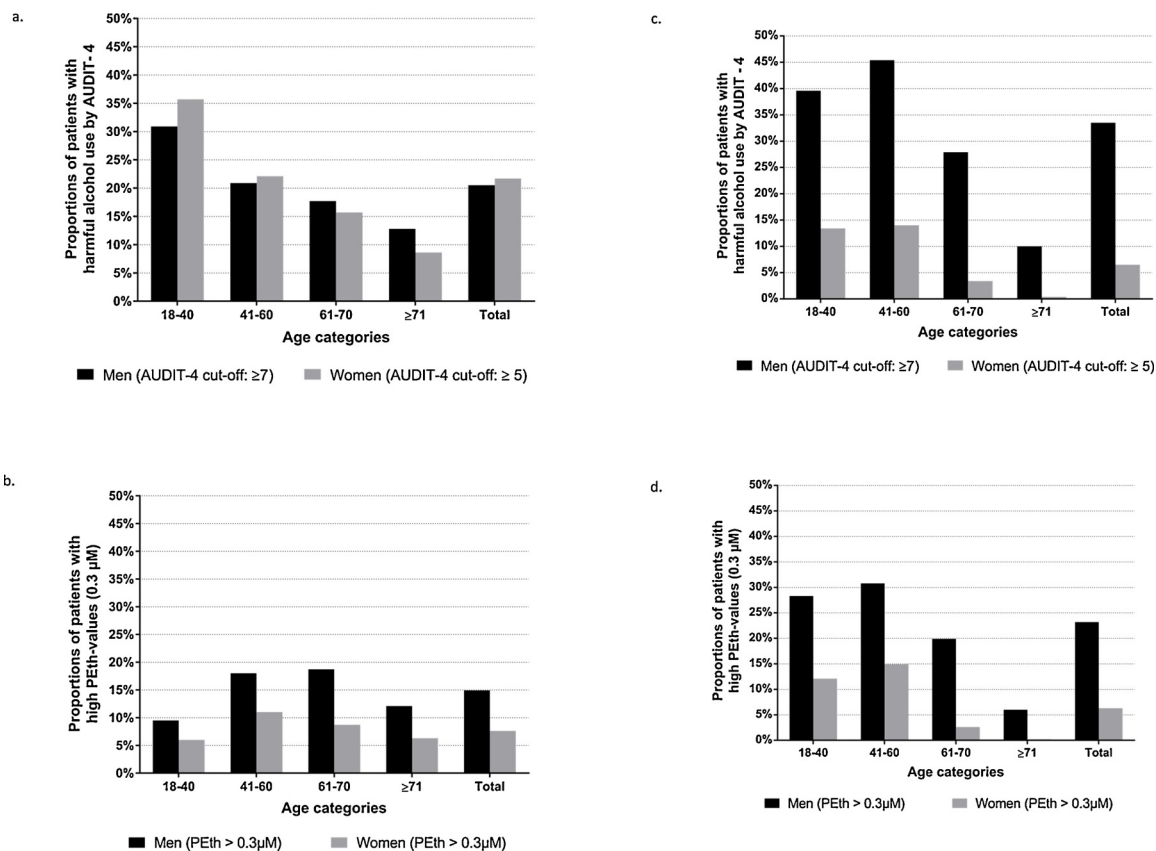 a.
Proportions of patients with
harmful alcohol use by AUDIT- 4
50%
45%
40%
35%
30%
25%
20%
15%
10%
5%
0%
18-40 41-60 61-70 ≥71 Total
Age categories
Men (AUDIT-4 cut-off: ≥7) Women (AUDIT-4 cut-off: ≥ 5)
c.
Proportions of patients with
harmful alcohol use by AUDIT - 4
50%
45%
40%
35%
30%
25%
20%
15%
10%
5%
0%
18-40 41-60 61-70 ≥71 Total
Age categories
Men (AUDIT-4 cut-off: ≥7) Women (AUDIT-4 cut-off: ≥ 5)
b.
Proportions of patients with
high PEth-values (0.3 µM)
50%
45%
40%
35%
30%
25%
20%
15%
10%
5%
0%
18-40 41-60 61-70 ≥71 Total
Age categories
Men (PEth > 0.3µM) Women (PEth > 0.3µM)
d.
Proportions of patients with
high PEth-values (0.3 µM)
50%
45%
40%
35%
30%
25%
20%
15%
10%
5%
0%
18-40 41-60 61-70 ≥71 Total
Age categories
Men (PEth > 0.3µM) Women (PEth > 0.3µM)